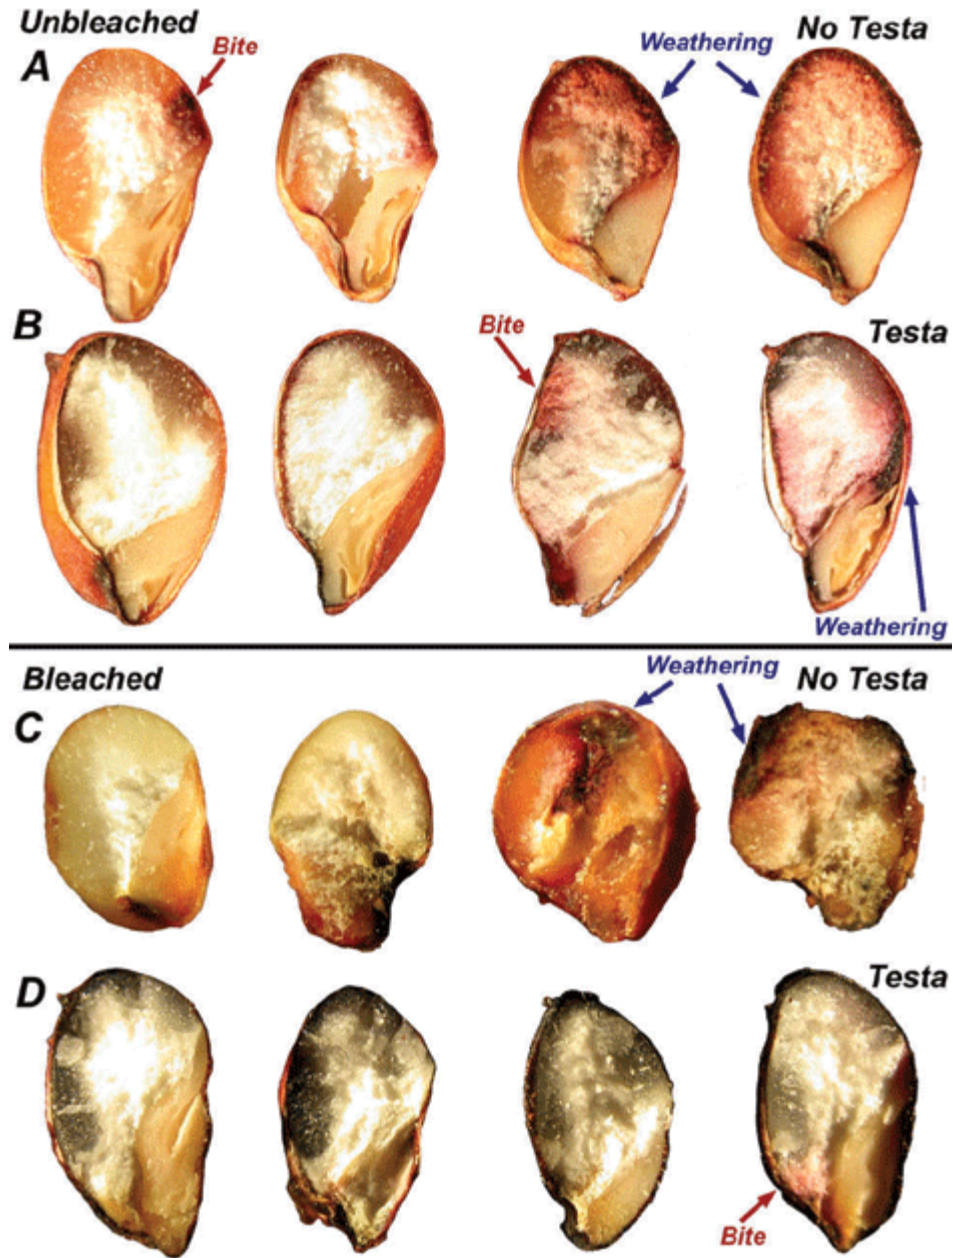 Unbleached
No Testa
A
Bite
Weathering
B
Bite
Testa
Weathering
Bleached
No Testa
C
Weathering
D
Testa
Bite